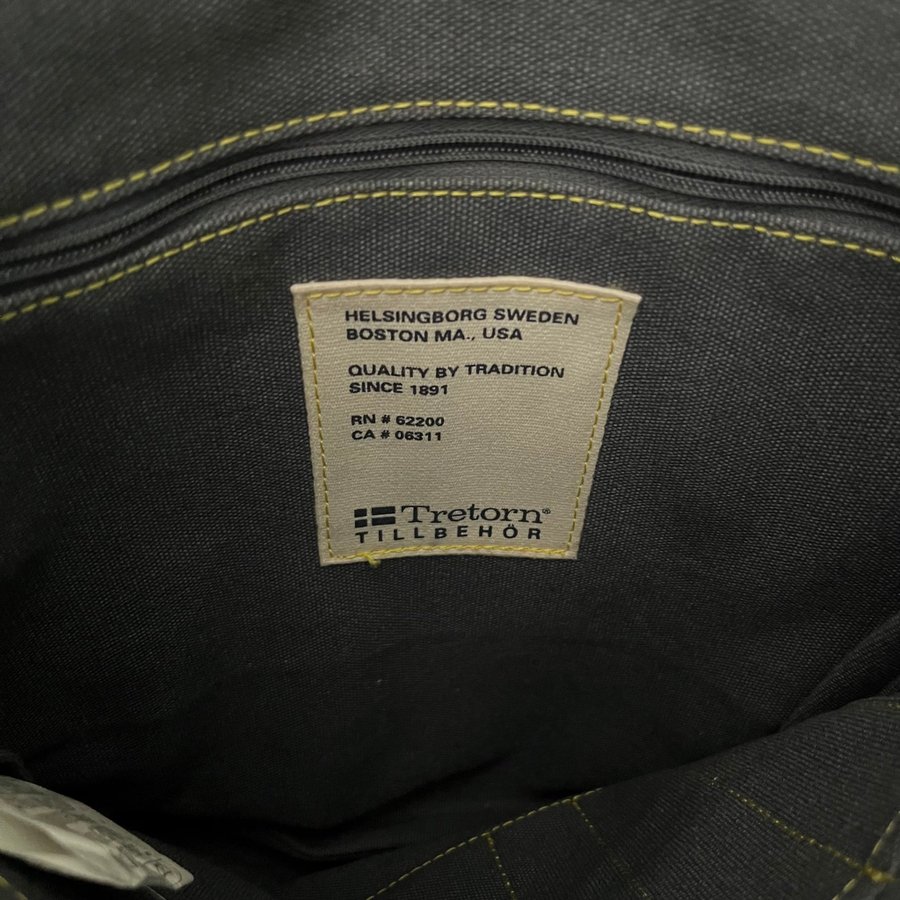 HELSINGBORG SWEDEN
BOSTON MA., USA
QUALITY BY TRADITION
SINCE 1891
RN # 62200
CA # 06311
Tretorn®
TILLBEHÖR